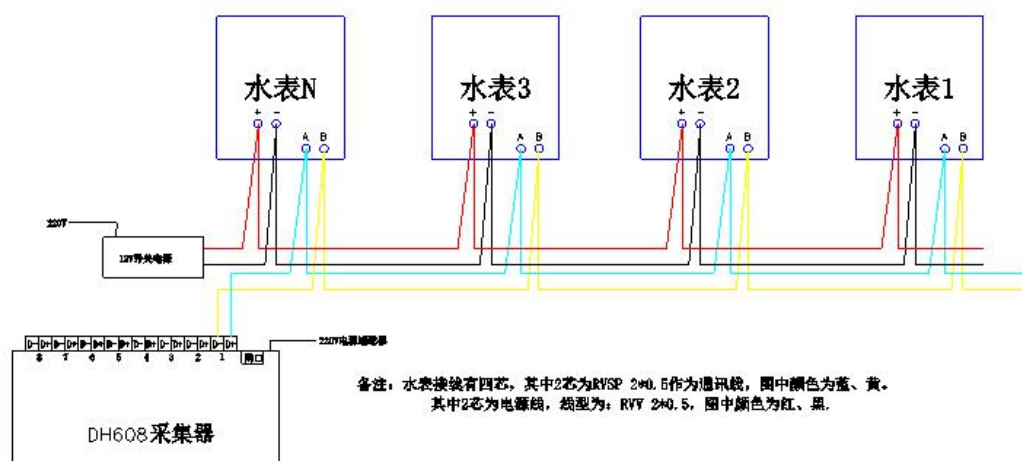 水表N 水表3 水表2 水表1
+ - + - + - + -
A B A B A B A B
220V
12V开关电源
220V电源适配器
D- D+ D- D+ D- D+ D- D+ D- D+ D- D+ D- D+ D- D+
8 7 6 5 4 3 2 1 网口
备注：水表接线有四芯，其中2芯为RVSP 2*0.5作为通讯线，图中颜色为蓝、黄。
其中2芯为电源线，线型为：RVV 2*0.5，图中颜色为红、黑.
DH608采集器